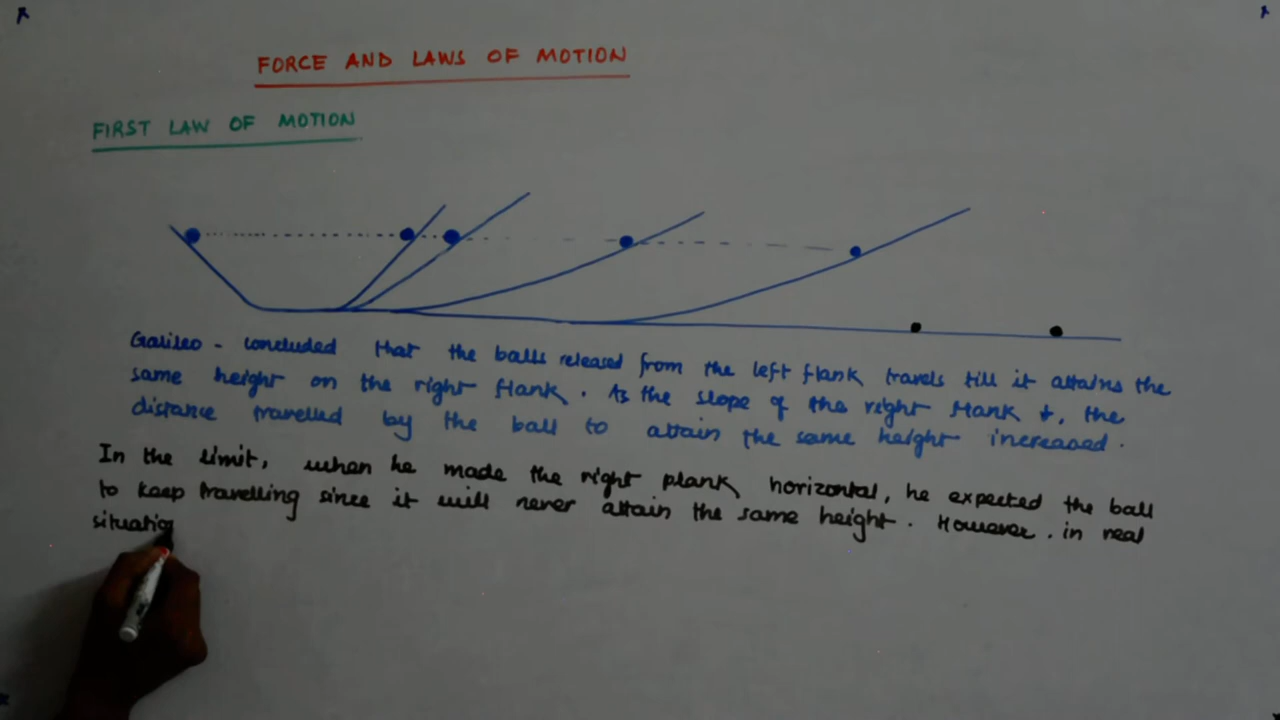 FORCE AND LAWS OF MOTION
FIRST LAW OF MOTION
Galileo - concluded that the balls released from the left flank travels till it attains the
same height on the right flank. As the slope of the right flank ↓, the
distance travelled by the ball to attain the same height increased.
In the limit, when he made the right plank horizontal, he expected the ball
to keep travelling since it will never attain the same height. However, in real
situatio